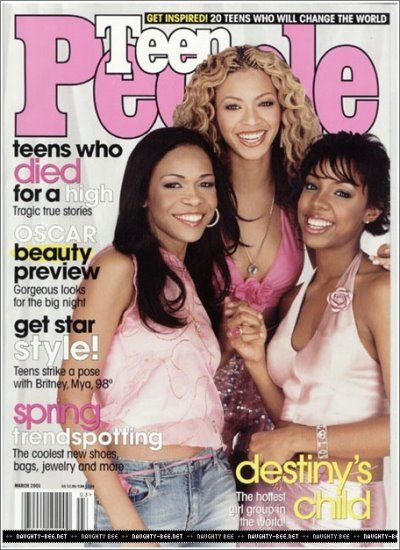 GET INSPIRED! 20 TEENS WHO WILL CHANGE THE WORLD
Teen
People
teens who
died
for a high
Tragic true stories
OSCAR
beauty
preview
Gorgeous looks
for the big night
get star
style!
Teens strike a pose
with Britney, Mya, 98°
spring
trendspotting
The coolest new shoes,
bags, jewelry and more
MARCH 2001
03>
destiny's
child
The hottest
girl group in
the world!
NAUGHTY-BEE.NET